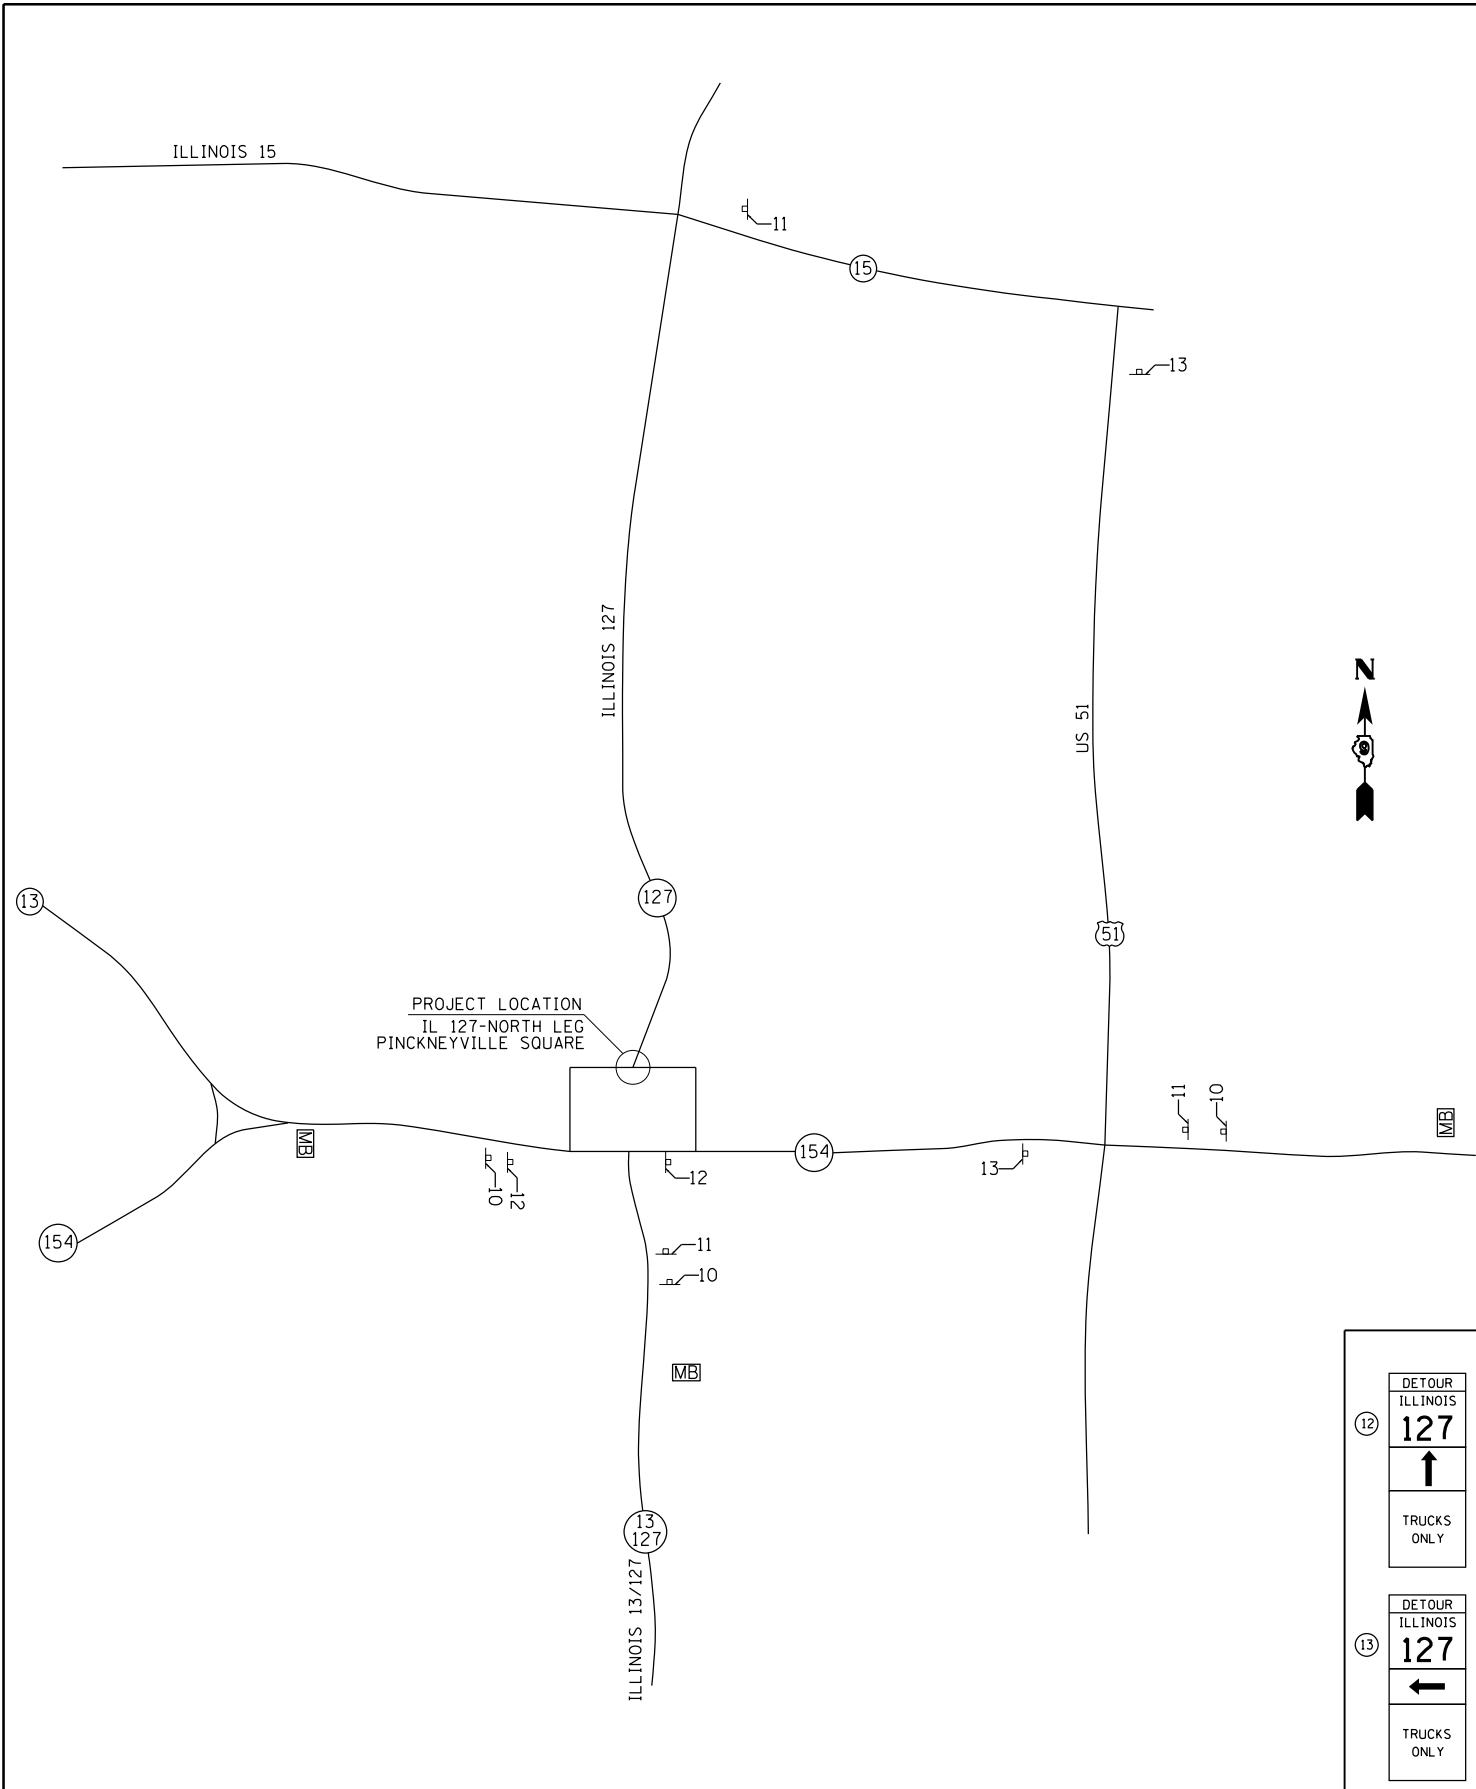 ILLINOIS 15
11
15
13
ILLINOIS 127
US 51
N
9
127
13
51
PROJECT LOCATION
IL 127-NORTH LEG
PINCKNEYVILLE SQUARE
11
10
MB
MB
154
13
12
10
12
154
11
10
MB
13
127
ILLINOIS 13/127
12
DETOUR
ILLINOIS
127
TRUCKS
ONLY
13
DETOUR
ILLINOIS
127
TRUCKS
ONLY